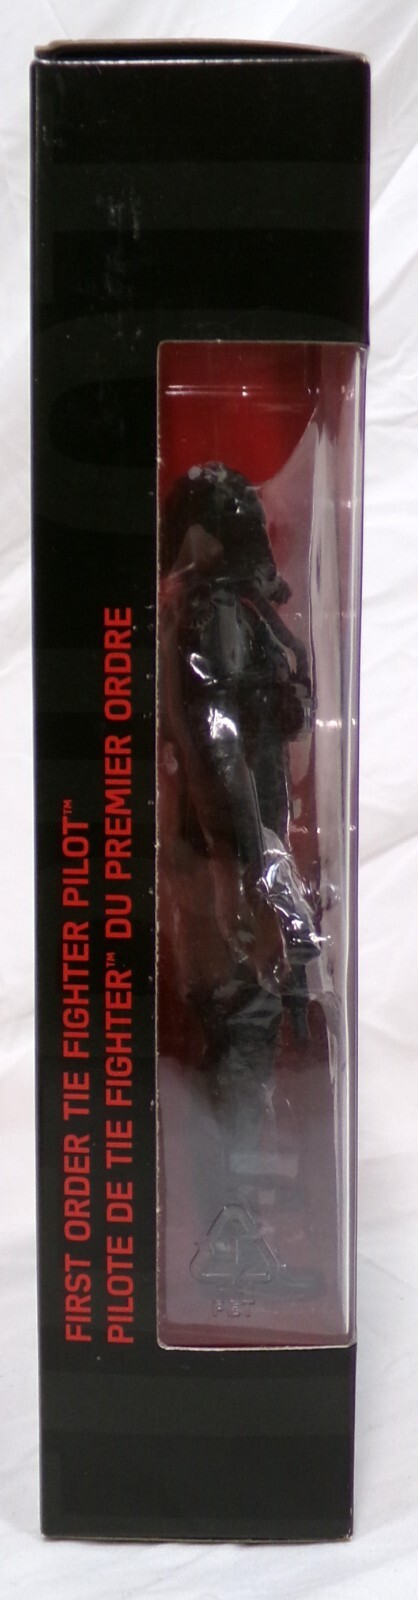 FIRST ORDER TIE FIGHTER PILOT™
PILOTE DE TIE FIGHTER™ DU PREMIER ORDRE
PET